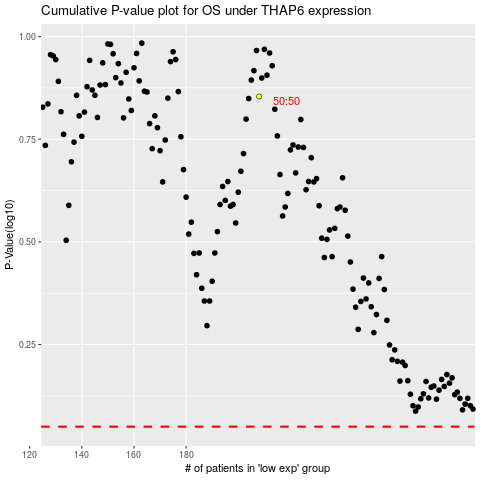 Cumulative P-value plot for OS under THAP6 expression
1.00
50:50
0.75
P-Value(log10)
0.50
0.25
120 140 160 180
# of patients in 'low exp' group